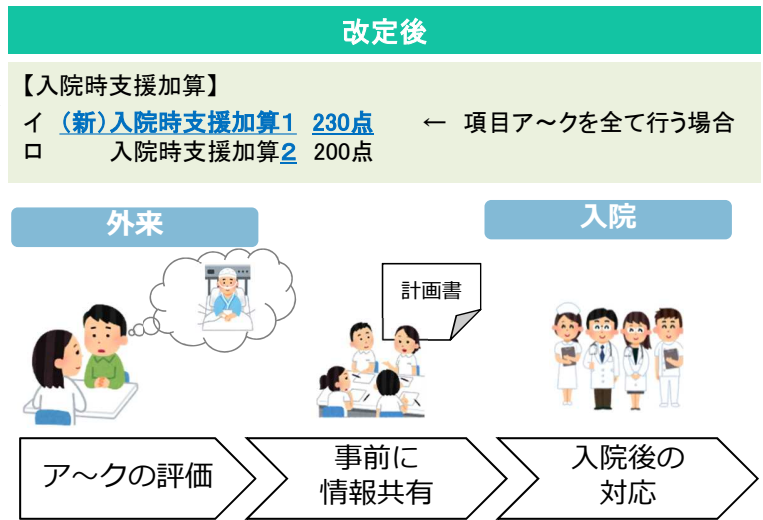 改定後
【入院時支援加算】
イ （新）入院時支援加算１ 230点 ← 項目ア～クを全て行う場合
ロ 入院時支援加算２ 200点
外来
入院
計画書
ア～クの評価
事前に
情報共有
入院後の
対応